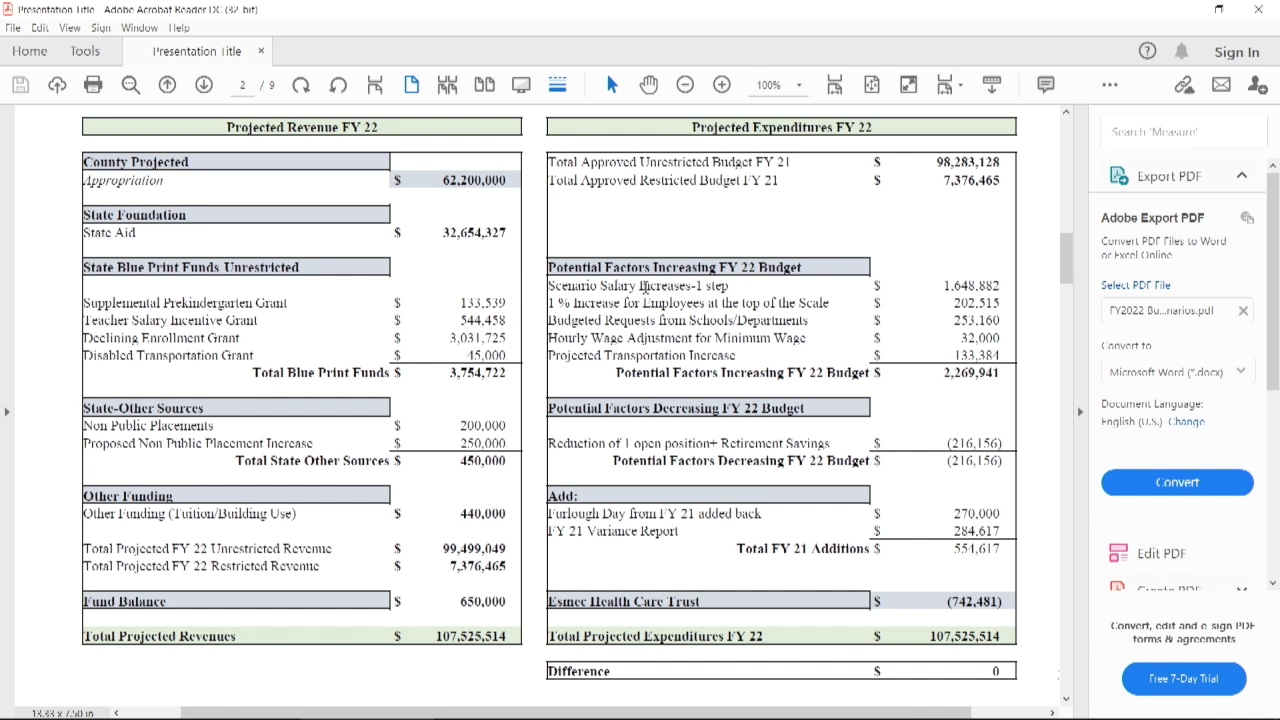 Presentation Title - Adobe Acrobat Reader DC (32-bit)
File Edit View Sign Window Help
Home Tools Presentation Title × Sign In
2 / 9 100%
Projected Revenue FY 22
County Projected
Appropriation $ 62,200,000
State Foundation
State Aid $ 32,654,327
State Blue Print Funds Unrestricted
Supplemental Prekindergarten Grant $ 133,539
Teacher Salary Incentive Grant $ 544,458
Declining Enrollment Grant $ 3,031,725
Disabled Transportation Grant $ 45,000
Total Blue Print Funds $ 3,754,722
State-Other Sources
Non Public Placements $ 200,000
Proposed Non Public Placement Increase $ 250,000
Total State Other Sources $ 450,000
Other Funding
Other Funding (Tuition/Building Use) $ 440,000
Total Projected FY 22 Unrestricted Revenue $ 99,499,049
Total Projected FY 22 Restricted Revenue $ 7,376,465
Fund Balance $ 650,000
Total Projected Revenues $ 107,525,514
Projected Expenditures FY 22
Total Approved Unrestricted Budget FY 21 $ 98,283,128
Total Approved Restricted Budget FY 21 $ 7,376,465
Potential Factors Increasing FY 22 Budget
Scenario Salary Increases-1 step $ 1,648,882
1 % Increase for Employees at the top of the Scale $ 202,515
Budgeted Requests from Schools/Departments $ 253,160
Hourly Wage Adjustment for Minimum Wage $ 32,000
Projected Transportation Increase $ 133,384
Potential Factors Increasing FY 22 Budget $ 2,269,941
Potential Factors Decreasing FY 22 Budget
Reduction of 1 open position+ Retirement Savings $ (216,156)
Potential Factors Decreasing FY 22 Budget $ (216,156)
Add:
Furlough Day from FY 21 added back $ 270,000
FY 21 Variance Report $ 284,617
Total FY 21 Additions $ 554,617
Esmec Health Care Trust $ (742,481)
Total Projected Expenditures FY 22 $ 107,525,514
Difference $ 0
13.33 x 7.50 in
Search 'Measure'
Export PDF
Adobe Export PDF
Convert PDF Files to Word
or Excel Online
Select PDF File
FY2022 Bu...narios.pdf
Convert to
Microsoft Word (*.docx)
Document Language:
English (U.S.) Change
Convert
Edit PDF
Create PDF
Convert, edit and e-sign PDF
forms & agreements
Free 7-Day Trial